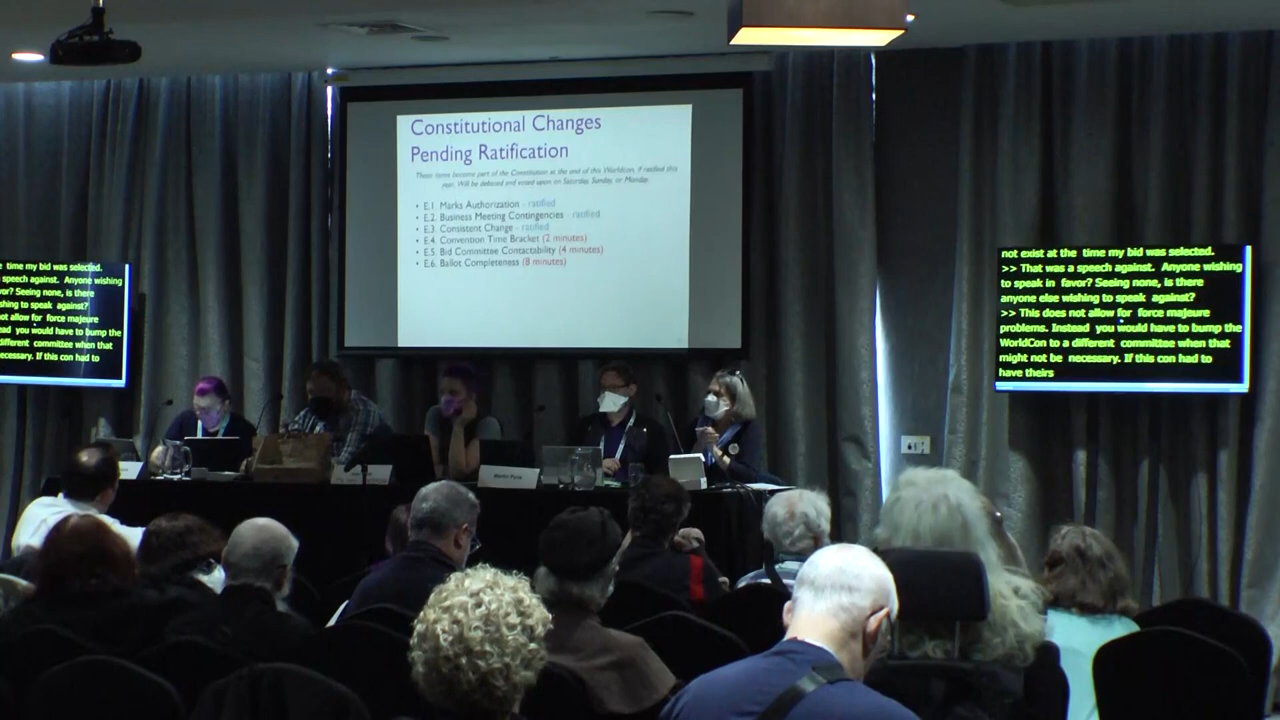 Constitutional Changes
Pending Ratification
These items become part of the Constitution at the end of this Worldcon, if ratified this
year. Will be debated and voted upon on Saturday, Sunday, or Monday.
• E.1 Marks Authorization - ratified
• E.2. Business Meeting Contingencies - ratified
• E.3. Consistent Change - ratified
• E.4. Convention Time Bracket (2 minutes)
• E.5. Bid Committee Contactability (4 minutes)
• E.6. Ballot Completeness (8 minutes)
e time my bid was selected.
speech against. Anyone wishing
vor? Seeing none, is there
shing to speak against?
not allow for force majeure
ead you would have to bump the
different committee when that
ecessary. If this con had to
not exist at the time my bid was selected.
>> That was a speech against. Anyone wishing
to speak in favor? Seeing none, is there
anyone else wishing to speak against?
>> This does not allow for force majeure
problems. Instead you would have to bump the
WorldCon to a different committee when that
might not be necessary. If this con had to
have theirs